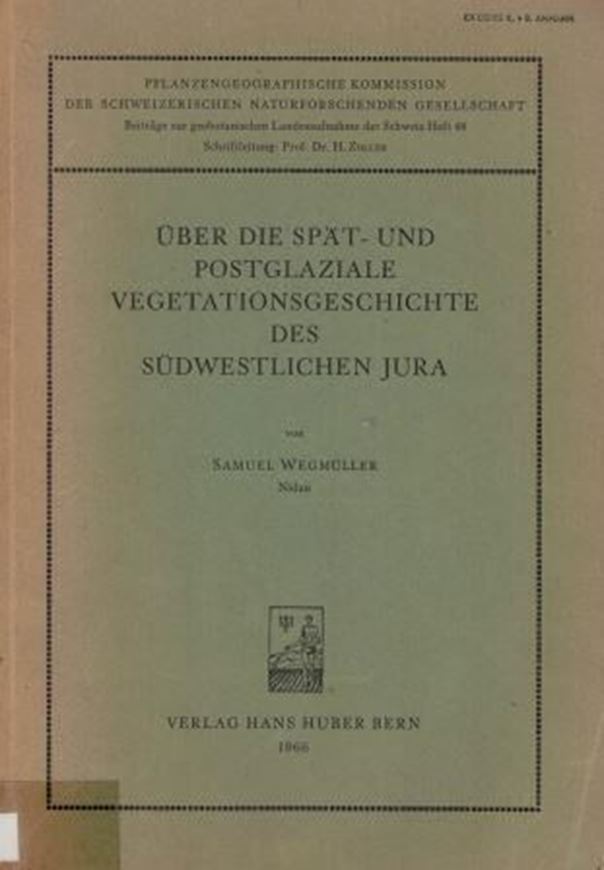 PFLANZENGEOGRAPHISCHE KOMMISSION
DER SCHWEIZERISCHEN NATURFORSCHENDEN GESELLSCHAFT
Beiträge zur geobotanischen Landesaufnahme der Schweiz Heft 48
Schriftleitung: Prof. Dr. H. ZOLLER
ÜBER DIE SPÄT- UND
POSTGLAZIALE
VEGETATIONSGESCHICHTE
DES
SÜDWESTLICHEN JURA
von
SAMUEL WEGMÜLLER
Nidau
VERLAG HANS HUBER BERN
1966